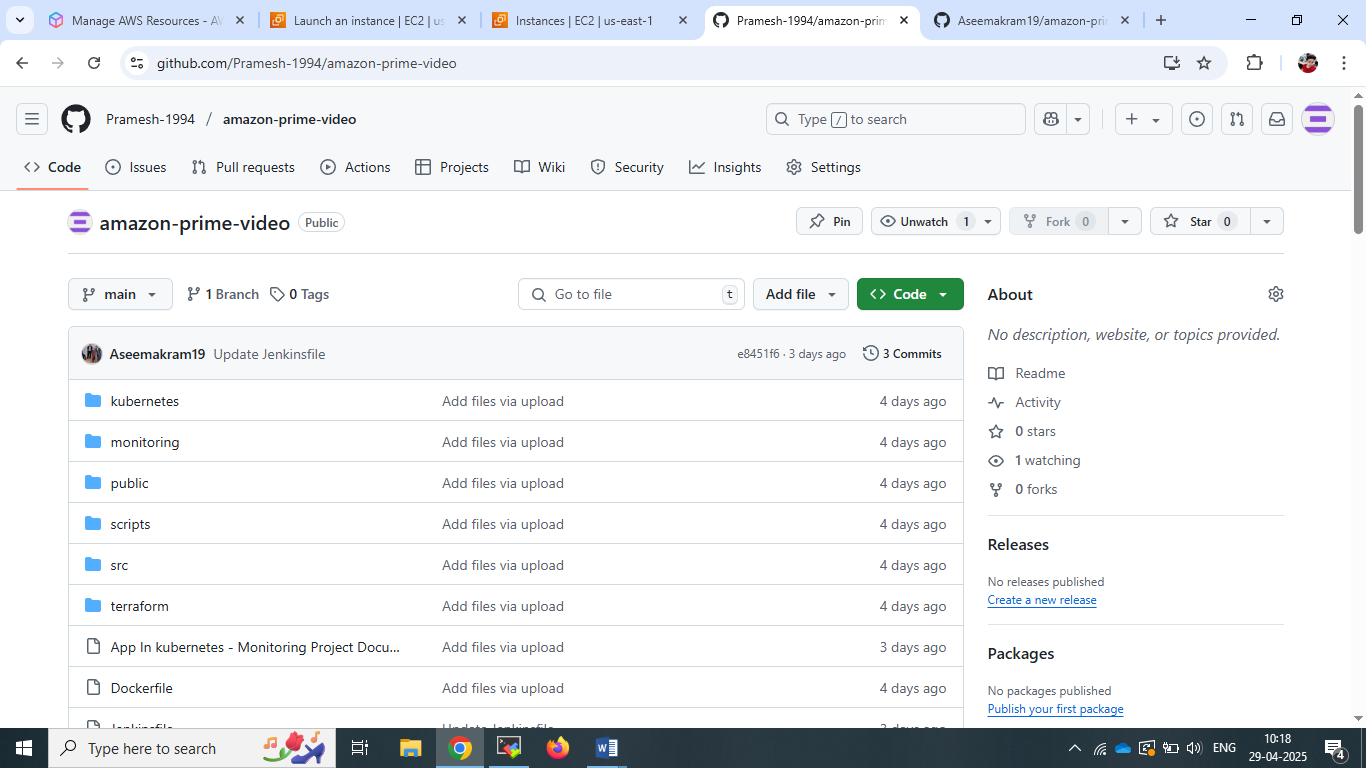 Manage AWS Resources - AW
Launch an instance | EC2 | us
Instances | EC2 | us-east-1
Pramesh-1994/amazon-prim
Aseemakram19/amazon-prim
github.com/Pramesh-1994/amazon-prime-video
Pramesh-1994 / amazon-prime-video
Type / to search
Code Issues Pull requests Actions Projects Wiki Security Insights Settings
amazon-prime-video Public
Pin Unwatch 1 Fork 0 Star 0
main 1 Branch 0 Tags
Go to file t Add file Code
Aseemakram19 Update Jenkinsfile e8451f6 · 3 days ago 3 Commits
kubernetes Add files via upload 4 days ago
monitoring Add files via upload 4 days ago
public Add files via upload 4 days ago
scripts Add files via upload 4 days ago
src Add files via upload 4 days ago
terraform Add files via upload 4 days ago
App In kubernetes - Monitoring Project Docu... Add files via upload 3 days ago
Dockerfile Add files via upload 4 days ago
Jenkinsfile Update Jenkinsfile 3 days ago
About
No description, website, or topics provided.
Readme
Activity
0 stars
1 watching
0 forks
Releases
No releases published
Create a new release
Packages
No packages published
Publish your first package
Type here to search
ENG
10:18
29-04-2025
4